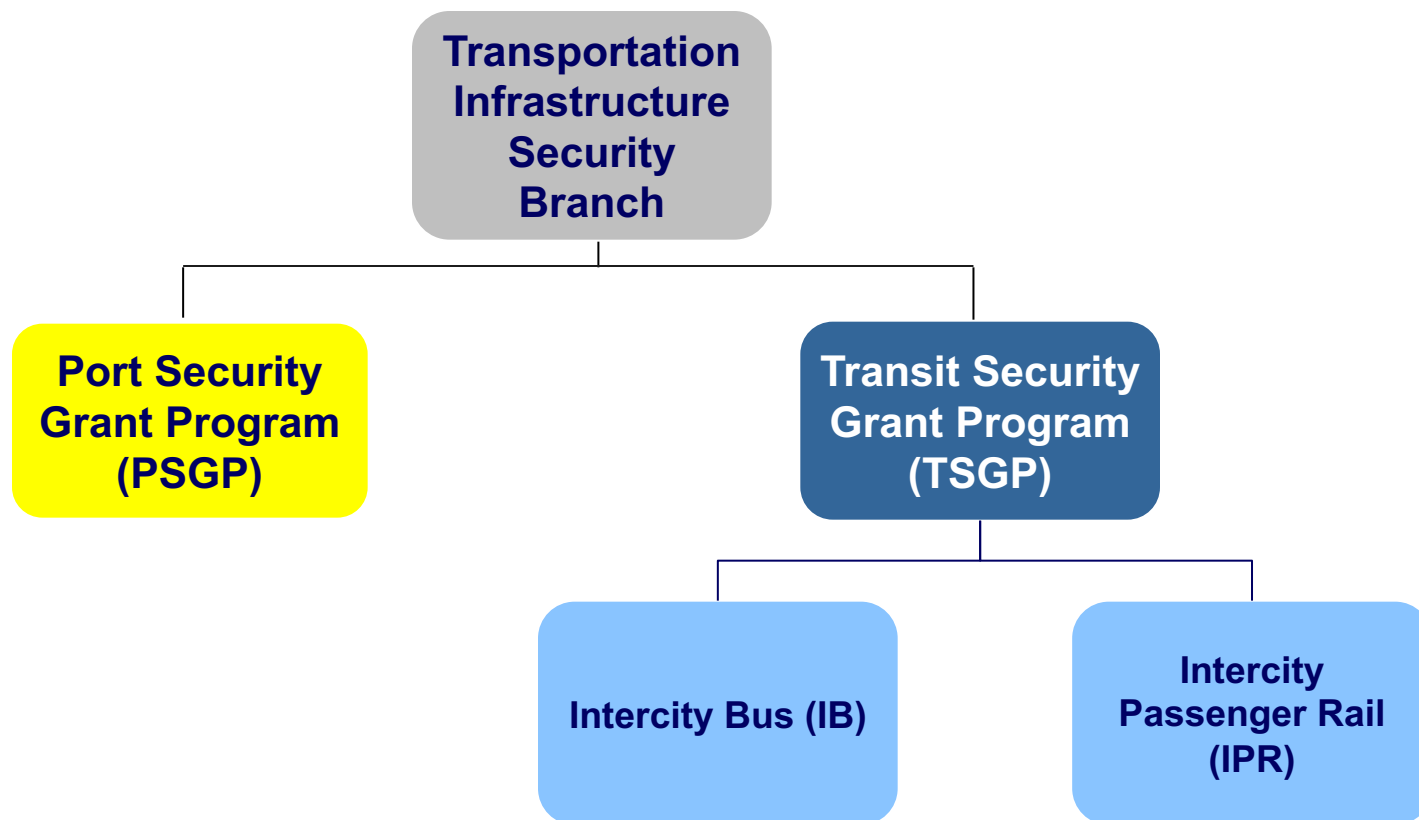 Transportation
Infrastructure
Security
Branch
Port Security
Grant Program
(PSGP)
Transit Security
Grant Program
(TSGP)
Intercity Bus (IB)
Intercity
Passenger Rail
(IPR)